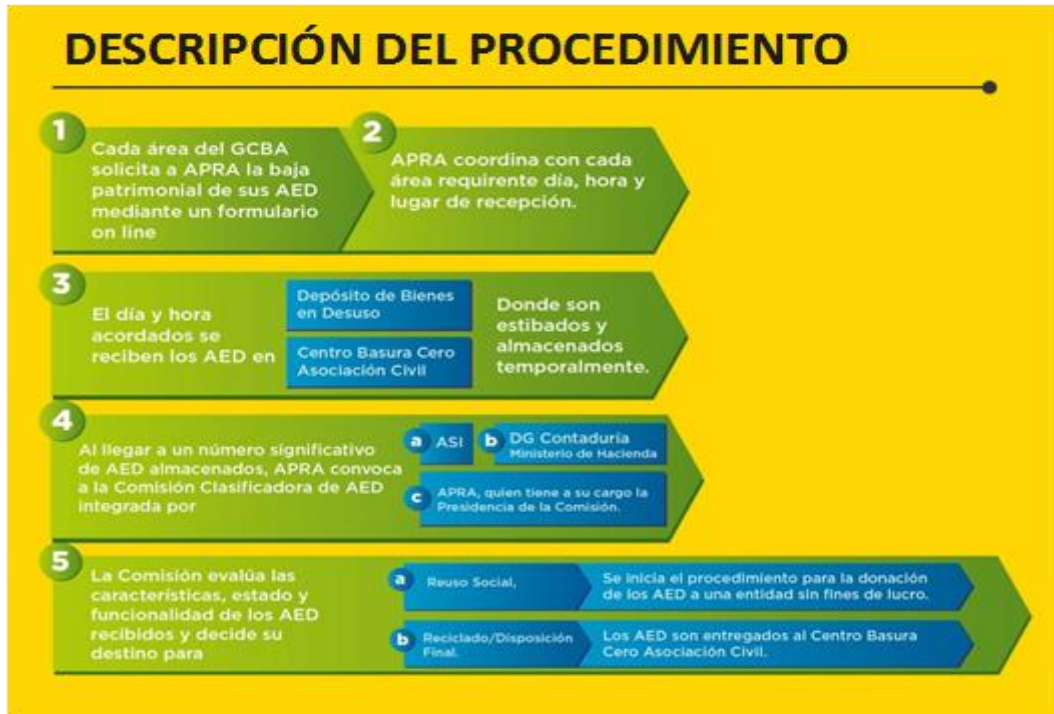 DESCRIPCIÓN DEL PROCEDIMIENTO
1
Cada área del GCBA
solicita a APRA la baja
patrimonial de sus AED
mediante un formulario
on line
2
APRA coordina con cada
área requirente día, hora y
lugar de recepción.
3
El día y hora
acordados se
reciben los AED en
Depósito de Bienes
en Desuso
Centro Basura Cero
Asociación Civil
Donde son
estibados y
almacenados
temporalmente.
4
Al llegar a un número significativo
de AED almacenados, APRA convoca
a la Comisión Clasificadora de AED
integrada por
a ASI
b DG Contaduría
Ministerio de Hacienda
c APRA, quien tiene a su cargo la
Presidencia de la Comisión.
5
La Comisión evalúa las
características, estado y
funcionalidad de los AED
recibidos y decide su
destino para
a Reuso Social,
Se inicia el procedimiento para la donación
de los AED a una entidad sin fines de lucro.
b Reciclado/Disposición
Final.
Los AED son entregados al Centro Basura
Cero Asociación Civil.